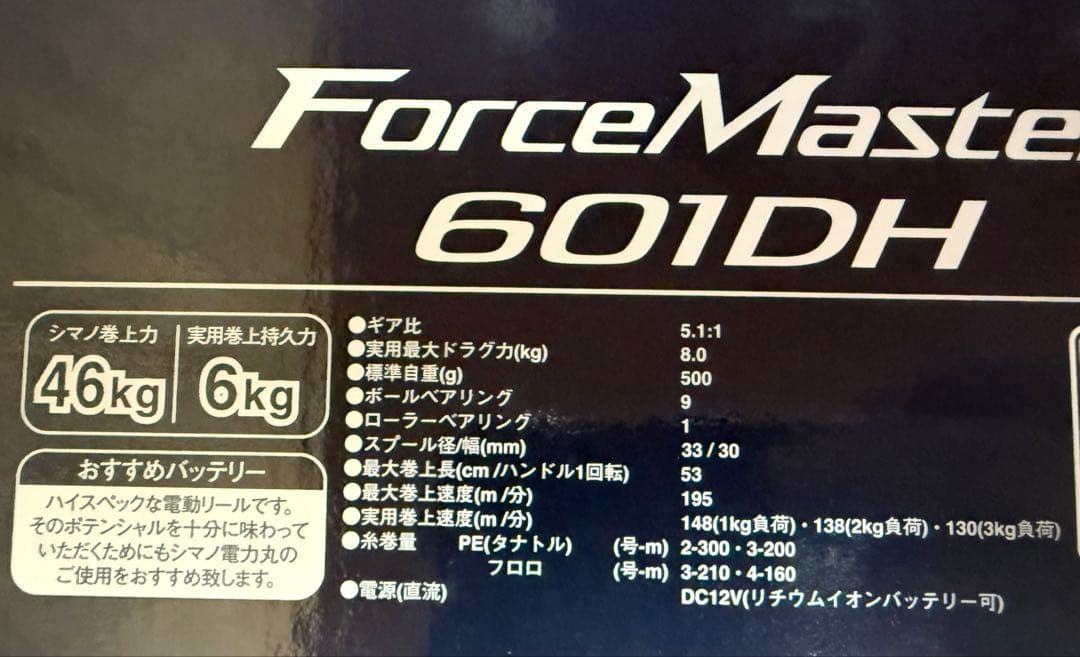 ForceMaste
601DH
シマノ巻上力
46kg
実用巻上持久力
6kg
おすすめバッテリー
ハイスペックな電動リールです。
そのポテンシャルを十分に味わって
いただくためにもシマノ電力丸の
ご使用をおすすめ致します。
●ギア比 5.1:1
●実用最大ドラグ力(kg) 8.0
●標準自重(g) 500
●ボールベアリング 9
●ローラーベアリング 1
●スプール径/幅(mm) 33 / 30
●最大巻上長(cm /ハンドル1回転) 53
●最大巻上速度(m /分) 195
●実用巻上速度(m /分) 148(1kg負荷)・138(2kg負荷)・130(3kg負荷)
●糸巻量 PE(タナトル) (号-m) 2-300・3-200
フロロ (号-m) 3-210・4-160
●電源(直流) DC12V(リチウムイオンバッテリー可)